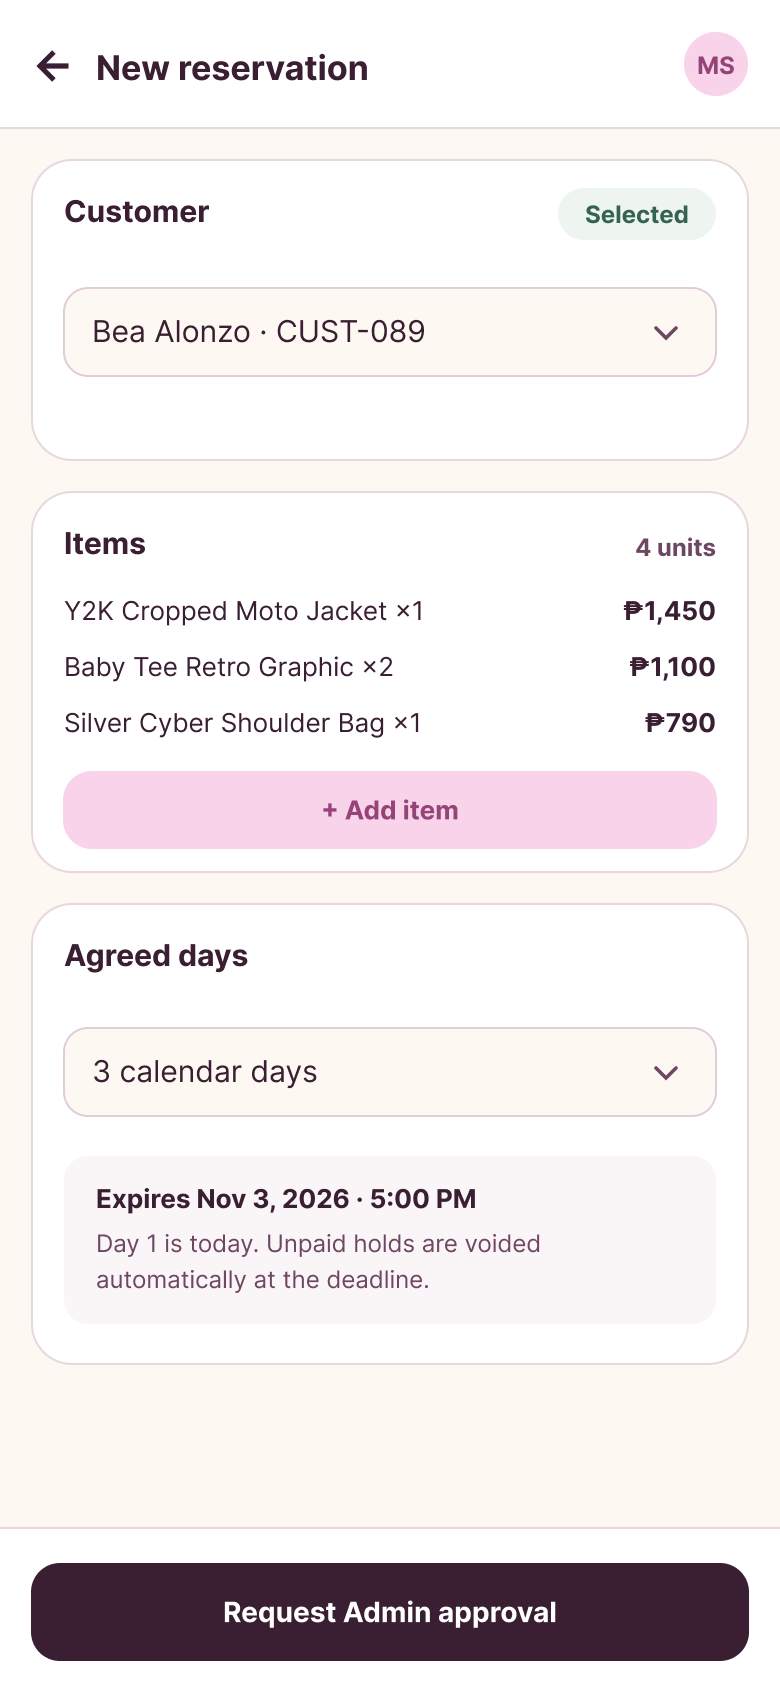 New reservation
MS
Customer
Selected
Bea Alonzo · CUST-089
Items
4 units
Y2K Cropped Moto Jacket ×1
₱1,450
Baby Tee Retro Graphic ×2
₱1,100
Silver Cyber Shoulder Bag ×1
₱790
+ Add item
Agreed days
3 calendar days
Expires Nov 3, 2026 · 5:00 PM
Day 1 is today. Unpaid holds are voided
automatically at the deadline.
Request Admin approval